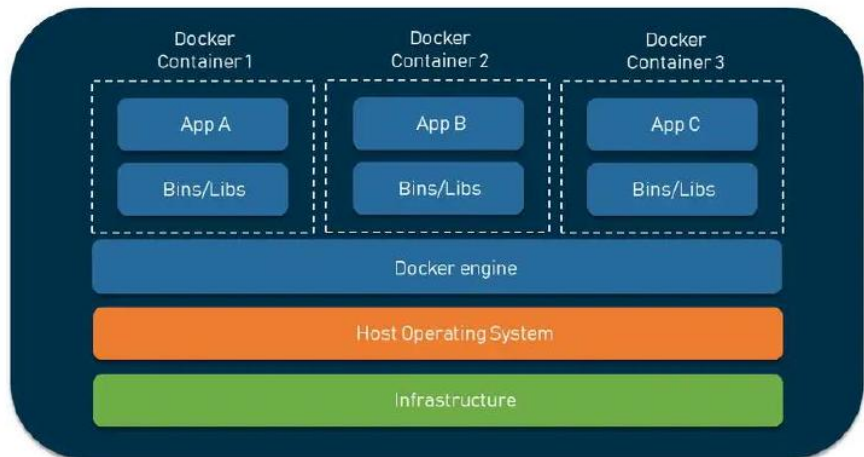 Docker
Container 1
Docker
Container 2
Docker
Container 3
App A
App B
App C
Bins/Libs
Bins/Libs
Bins/Libs
Docker engine
Host Operating System
Infrastructure